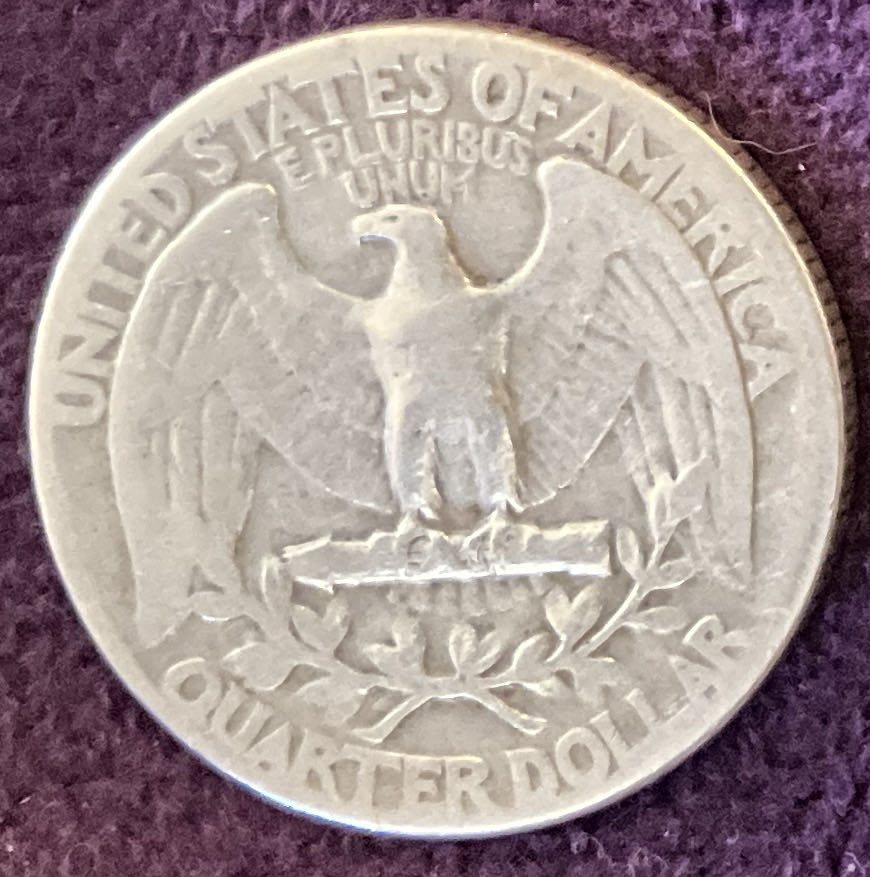 UNITED STATES OF AMERICA
E PLURIBUS
UNUM
QUARTER DOLLAR